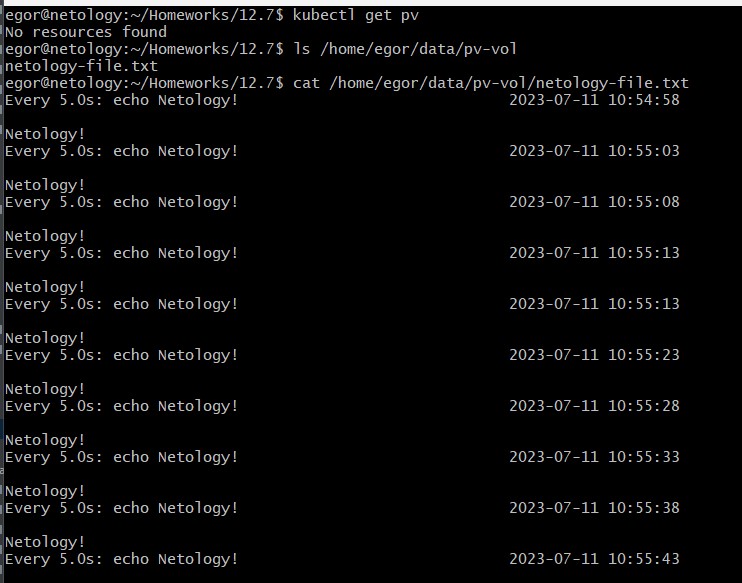 egor@netology:~/Homeworks/12.7$ kubectl get pv
No resources found
egor@netology:~/Homeworks/12.7$ ls /home/egor/data/pv-vol
netology-file.txt
egor@netology:~/Homeworks/12.7$ cat /home/egor/data/pv-vol/netology-file.txt
Every 5.0s: echo Netology! 2023-07-11 10:54:58
Netology!
Every 5.0s: echo Netology! 2023-07-11 10:55:03
Netology!
Every 5.0s: echo Netology! 2023-07-11 10:55:08
Netology!
Every 5.0s: echo Netology! 2023-07-11 10:55:13
Netology!
Every 5.0s: echo Netology! 2023-07-11 10:55:13
Netology!
Every 5.0s: echo Netology! 2023-07-11 10:55:23
Netology!
Every 5.0s: echo Netology! 2023-07-11 10:55:28
Netology!
Every 5.0s: echo Netology! 2023-07-11 10:55:33
Netology!
Every 5.0s: echo Netology! 2023-07-11 10:55:38
Netology!
Every 5.0s: echo Netology! 2023-07-11 10:55:43